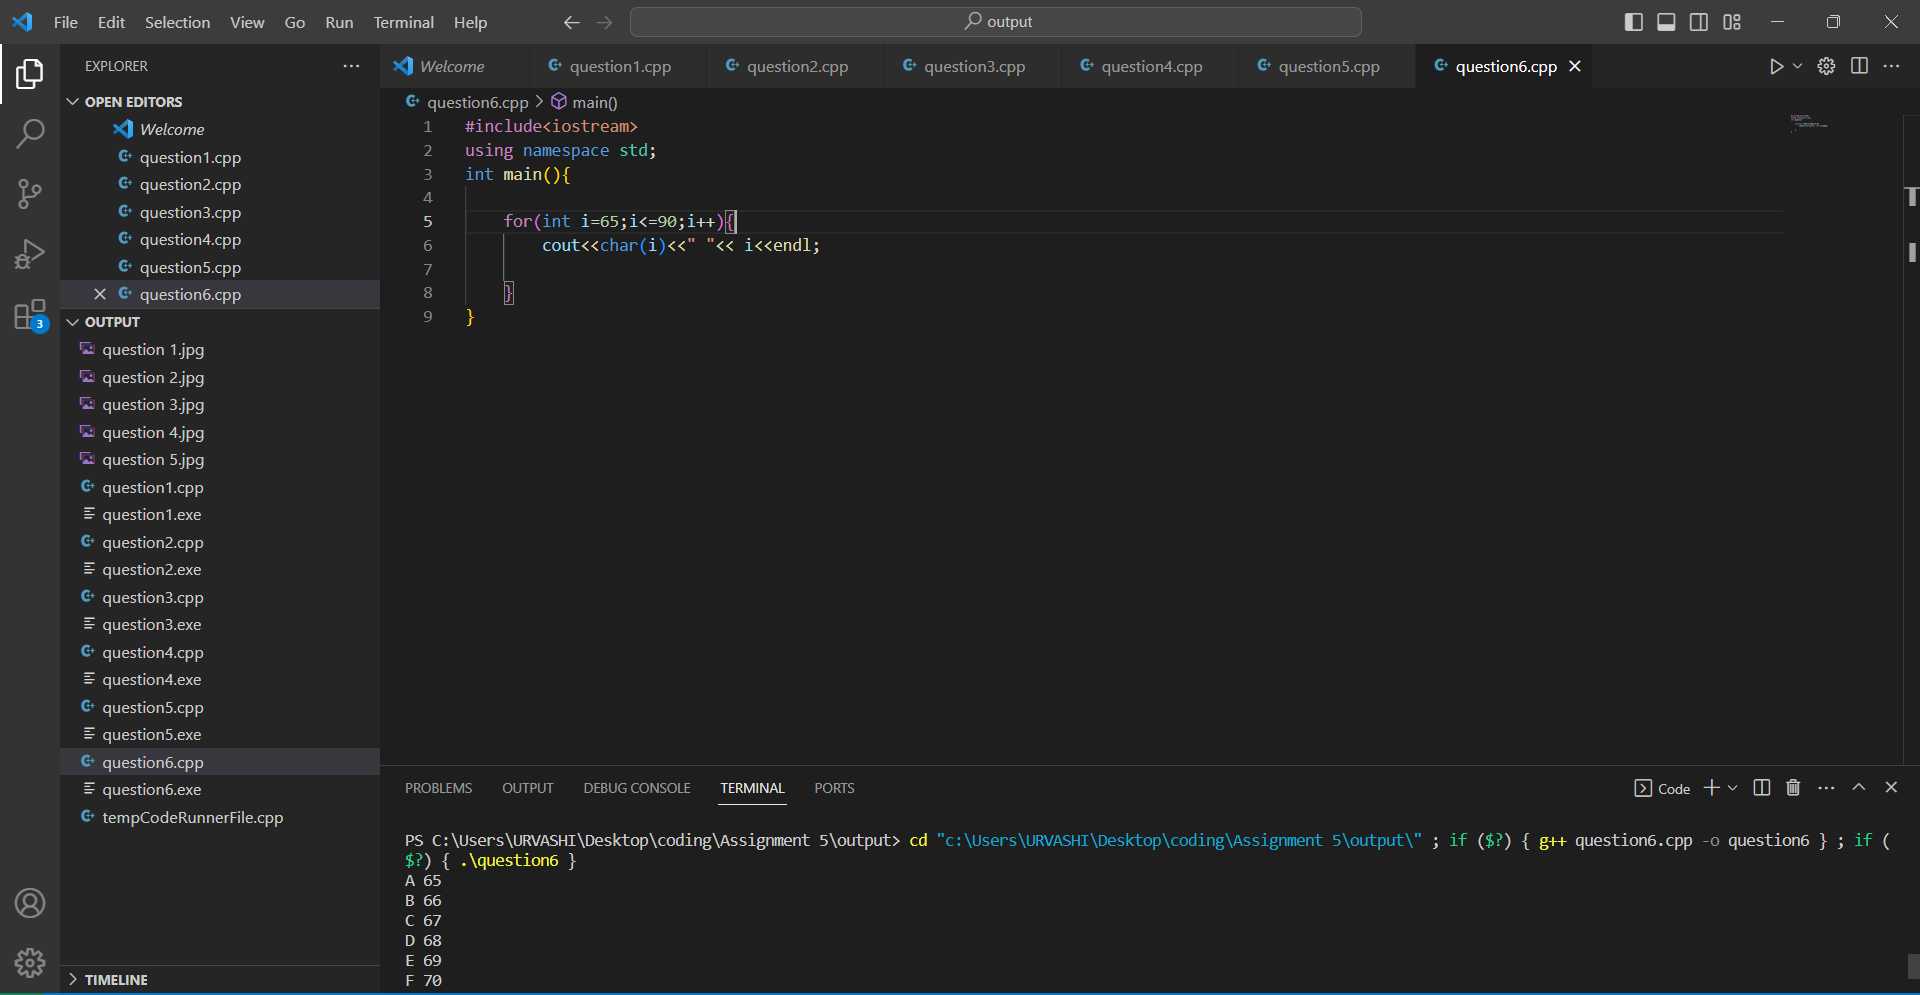 File Edit Selection View Go Run Terminal Help output
EXPLORER
OPEN EDITORS
Welcome
question1.cpp
question2.cpp
question3.cpp
question4.cpp
question5.cpp
question6.cpp
3
OUTPUT
question 1.jpg
question 2.jpg
question 3.jpg
question 4.jpg
question 5.jpg
question1.cpp
question1.exe
question2.cpp
question2.exe
question3.cpp
question3.exe
question4.cpp
question4.exe
question5.cpp
question5.exe
question6.cpp
question6.exe
tempCodeRunnerFile.cpp
TIMELINE
Welcome question1.cpp question2.cpp question3.cpp question4.cpp question5.cpp question6.cpp
question6.cpp > main()
1 #include<iostream>
2 using namespace std;
3 int main(){
4
5 for(int i=65;i<=90;i++){
6 cout<<char(i)<<" "<< i<<endl;
7
8 }
9 }
PROBLEMS OUTPUT DEBUG CONSOLE TERMINAL PORTS Code
PS C:\Users\URVASHI\Desktop\coding\Assignment 5\output> cd "c:\Users\URVASHI\Desktop\coding\Assignment 5\output\" ; if ($?) { g++ question6.cpp -o question6 } ; if (
$?) { .\question6 }
A 65
B 66
C 67
D 68
E 69
F 70